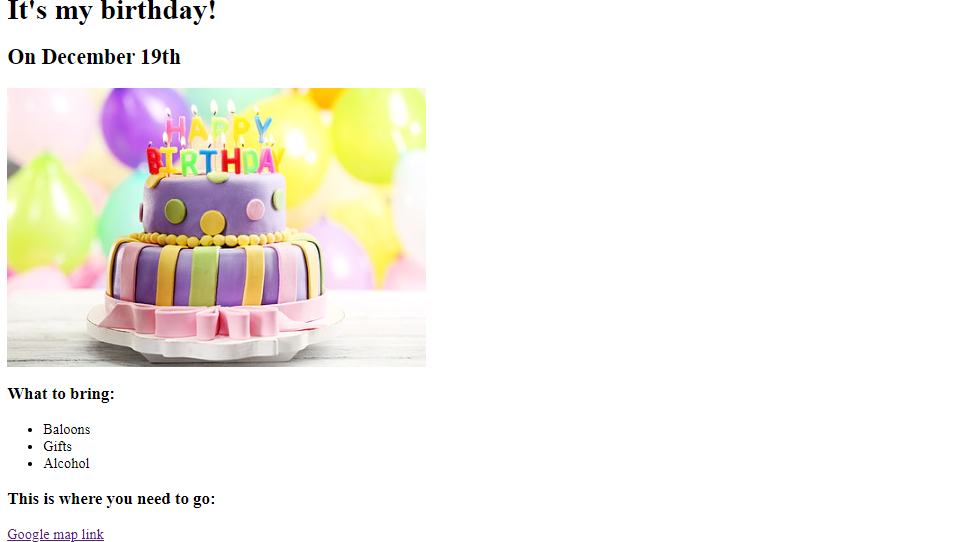 It's my birthday!
On December 19th
HAPPY
BIRTHDAY
What to bring:
Baloons
Gifts
Alcohol
This is where you need to go:
Google map link